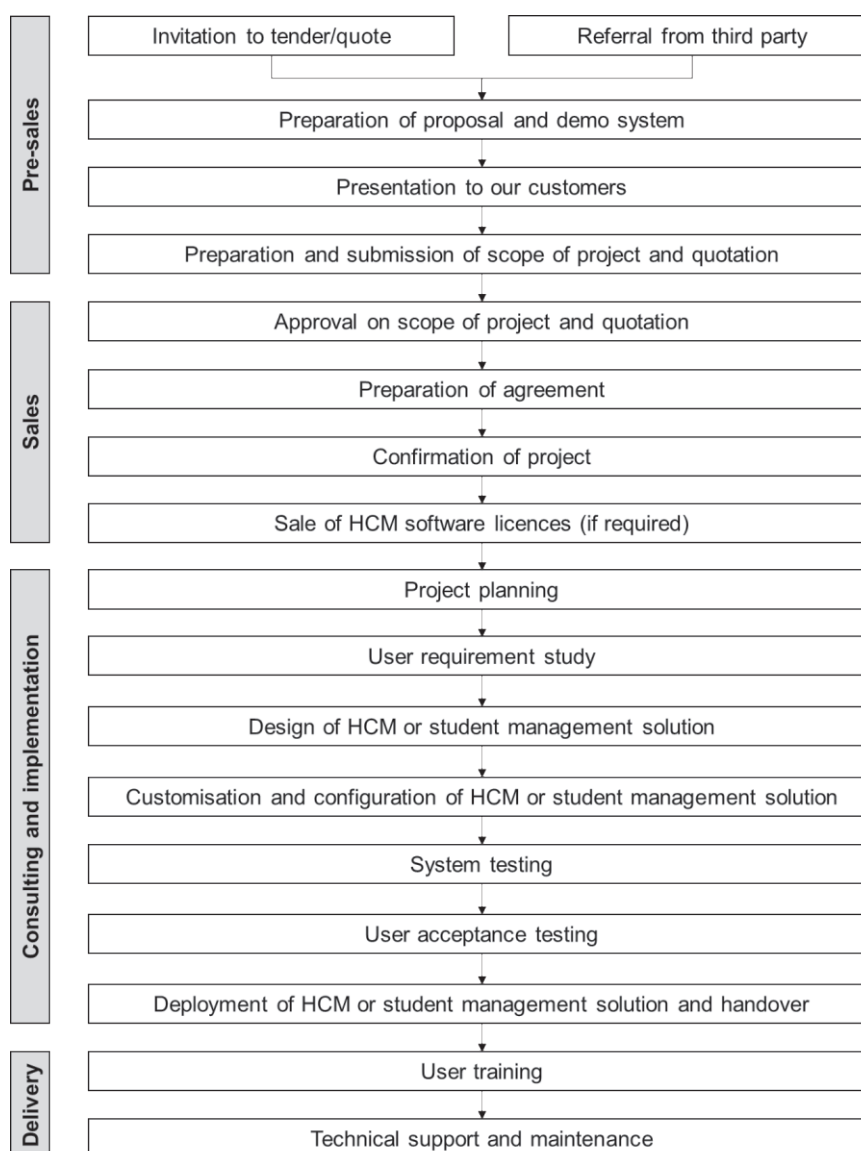 Pre-sales
Invitation to tender/quote
Referral from third party
Preparation of proposal and demo system
Presentation to our customers
Preparation and submission of scope of project and quotation
Sales
Approval on scope of project and quotation
Preparation of agreement
Confirmation of project
Sale of HCM software licences (if required)
Consulting and implementation
Project planning
User requirement study
Design of HCM or student management solution
Customisation and configuration of HCM or student management solution
System testing
User acceptance testing
Deployment of HCM or student management solution and handover
Delivery
User training
Technical support and maintenance